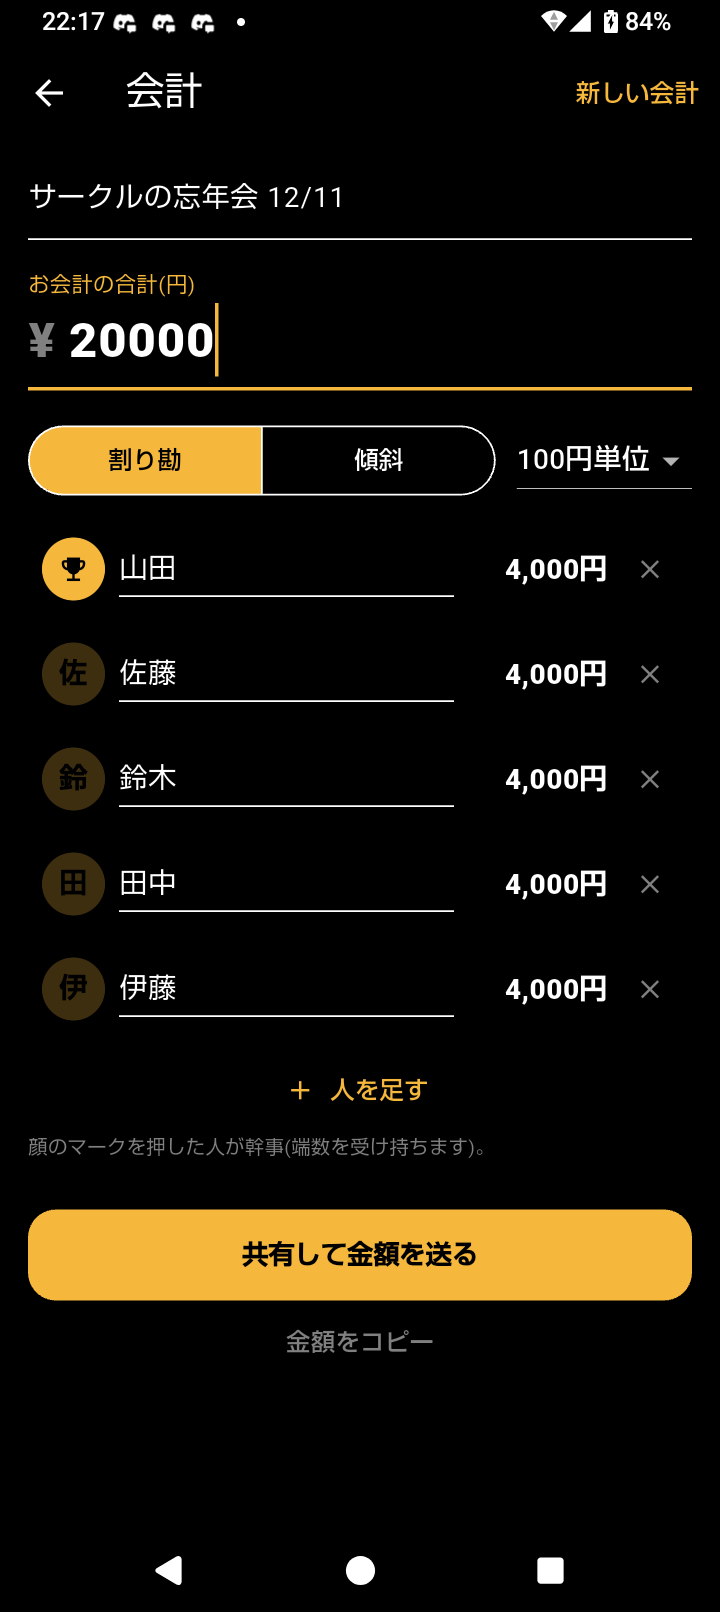 22:17 84%
会計 新しい会計
サークルの忘年会 12/11
お会計の合計(円)
¥ 20000
割り勘 傾斜 100円単位
山田 4,000円
佐 佐藤 4,000円
鈴 鈴木 4,000円
田 田中 4,000円
伊 伊藤 4,000円
＋ 人を足す
顔のマークを押した人が幹事(端数を受け持ちます)。
共有して金額を送る
金額をコピー